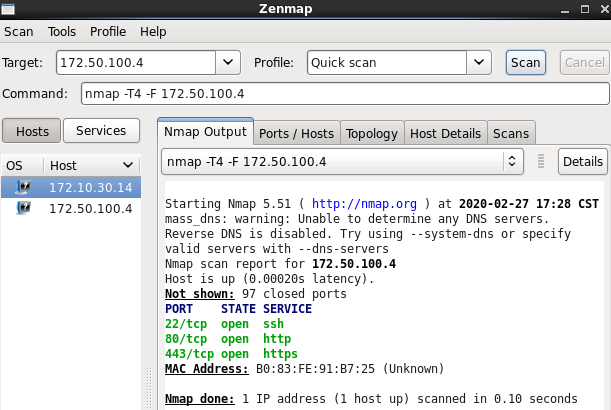 Zenmap
Scan Tools Profile Help
Target: 172.50.100.4 Profile: Quick scan Scan Cancel
Command: nmap -T4 -F 172.50.100.4
Hosts Services
Nmap Output Ports / Hosts Topology Host Details Scans
OS Host
172.10.30.14
172.50.100.4
nmap -T4 -F 172.50.100.4 Details
Starting Nmap 5.51 ( http://nmap.org ) at 2020-02-27 17:28 CST
mass_dns: warning: Unable to determine any DNS servers.
Reverse DNS is disabled. Try using --system-dns or specify
valid servers with --dns-servers
Nmap scan report for 172.50.100.4
Host is up (0.00020s latency).
Not shown: 97 closed ports
PORT STATE SERVICE
22/tcp open ssh
80/tcp open http
443/tcp open https
MAC Address: B0:83:FE:91:B7:25 (Unknown)
Nmap done: 1 IP address (1 host up) scanned in 0.10 seconds